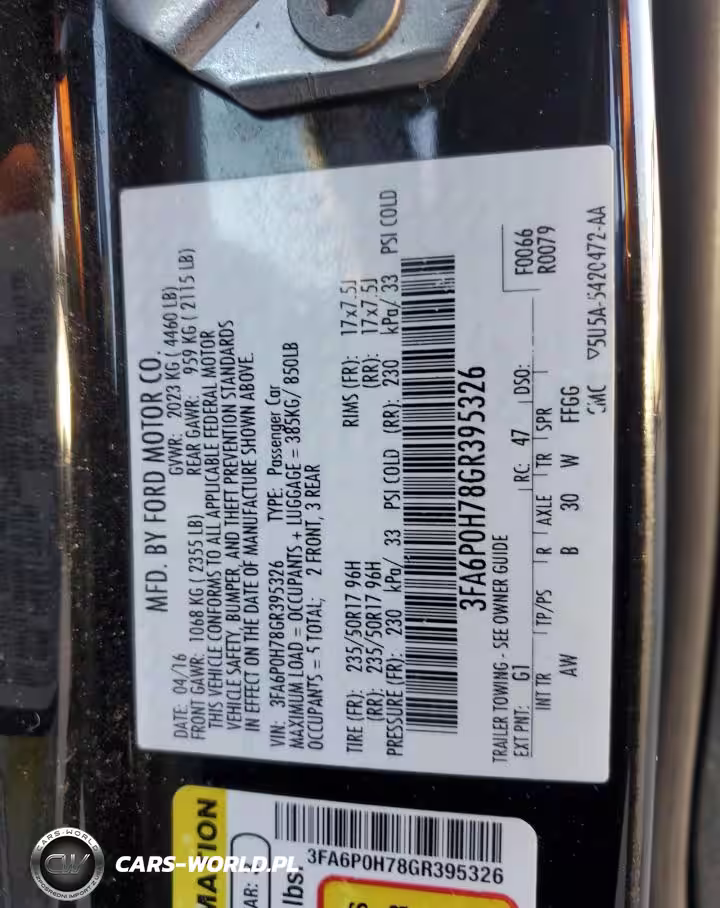 MFD. BY FORD MOTOR CO.
DATE: 04/16 GVWR: 2023 KG ( 4460 LB)
FRONT GAWR: 1068 KG ( 2355 LB) REAR GAWR: 959 KG ( 2115 LB)
THIS VEHICLE CONFORMS TO ALL APPLICABLE FEDERAL MOTOR
VEHICLE SAFETY, BUMPER, AND THEFT PREVENTION STANDARDS
IN EFFECT ON THE DATE OF MANUFACTURE SHOWN ABOVE.
VIN: 3FA6P0H78GR395326 TYPE: Passenger Car
MAXIMUM LOAD = OCCUPANTS + LUGGAGE = 385KG/ 850LB
OCCUPANTS = 5 TOTAL; 2 FRONT, 3 REAR
TIRE (FR): 235/50R17 96H RIMS (FR): 17x7.5J
(RR): 235/50R17 96H (RR): 17x7.5J
PRESSURE (FR): 230 kPa/ 33 PSI COLD (RR): 230 kPa/ 33 PSI COLD
3FA6P0H78GR395326
TRAILER TOWING - SEE OWNER GUIDE F0066
R0079
EXT PNT: G1 RC: 47 DSO:
INT TR TP/PS R AXLE TR SPR
AW B 30 W FFGG
5U5A-5420472-AA
MATION
AR:
lbs.
3FA6P0H78GR395326
CARS-WORLD
CW
CARS-WORLD.PL